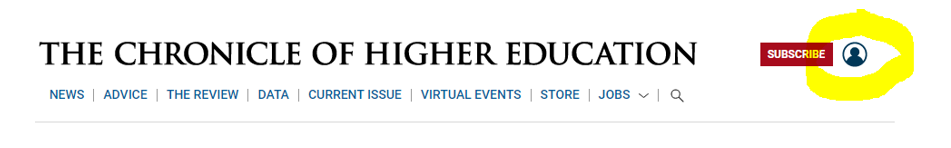 THE CHRONICLE OF HIGHER EDUCATION
SUBSCRIBE
NEWS | ADVICE | THE REVIEW | DATA | CURRENT ISSUE | VIRTUAL EVENTS | STORE | JOBS